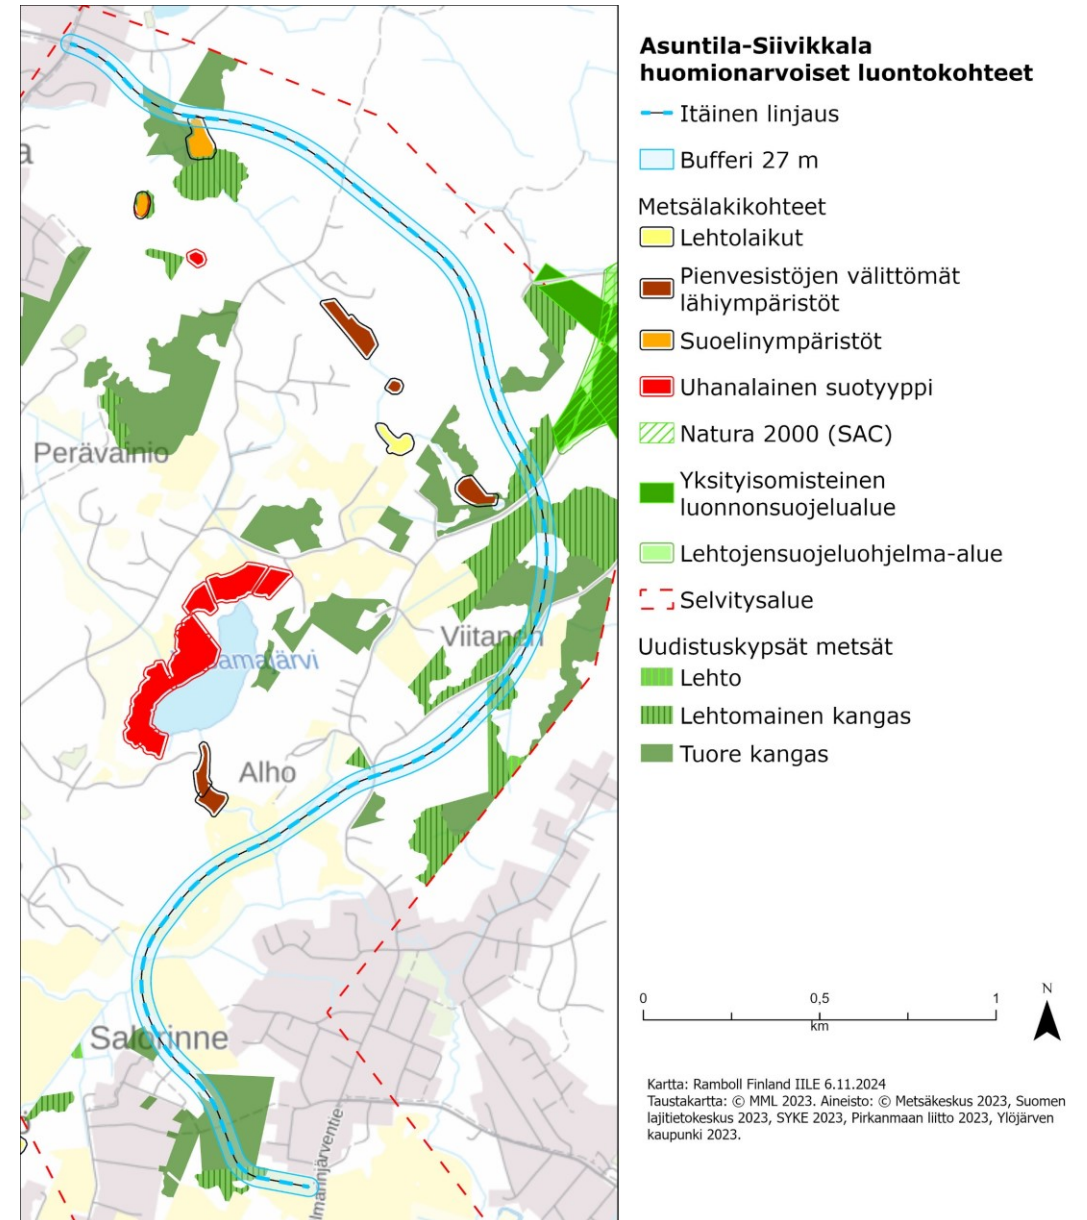 Asuntila-Siivikkala
huomionarvoiset luontokohteet
Itäinen linjaus
Bufferi 27 m
Metsälakikohteet
Lehtolaikut
Pienvesistöjen välittömät
lähiympäristöt
Suoelinympäristöt
Uhanalainen suotyyppi
Natura 2000 (SAC)
Yksityisomisteinen
luonnonsuojelualue
Lehtojensuojeluohjelma-alue
Selvitysalue
Uudistuskypsät metsät
Lehto
Lehtomainen kangas
Tuore kangas
a
Perävainio
Viitanen
amajärvi
Alho
Salorinne
lmarinjärventie
0 0,5 1
km
N
Kartta: Ramboll Finland IILE 6.11.2024
Taustakartta: © MML 2023. Aineisto: © Metsäkeskus 2023, Suomen
lajitietokeskus 2023, SYKE 2023, Pirkanmaan liitto 2023, Ylöjärven
kaupunki 2023.